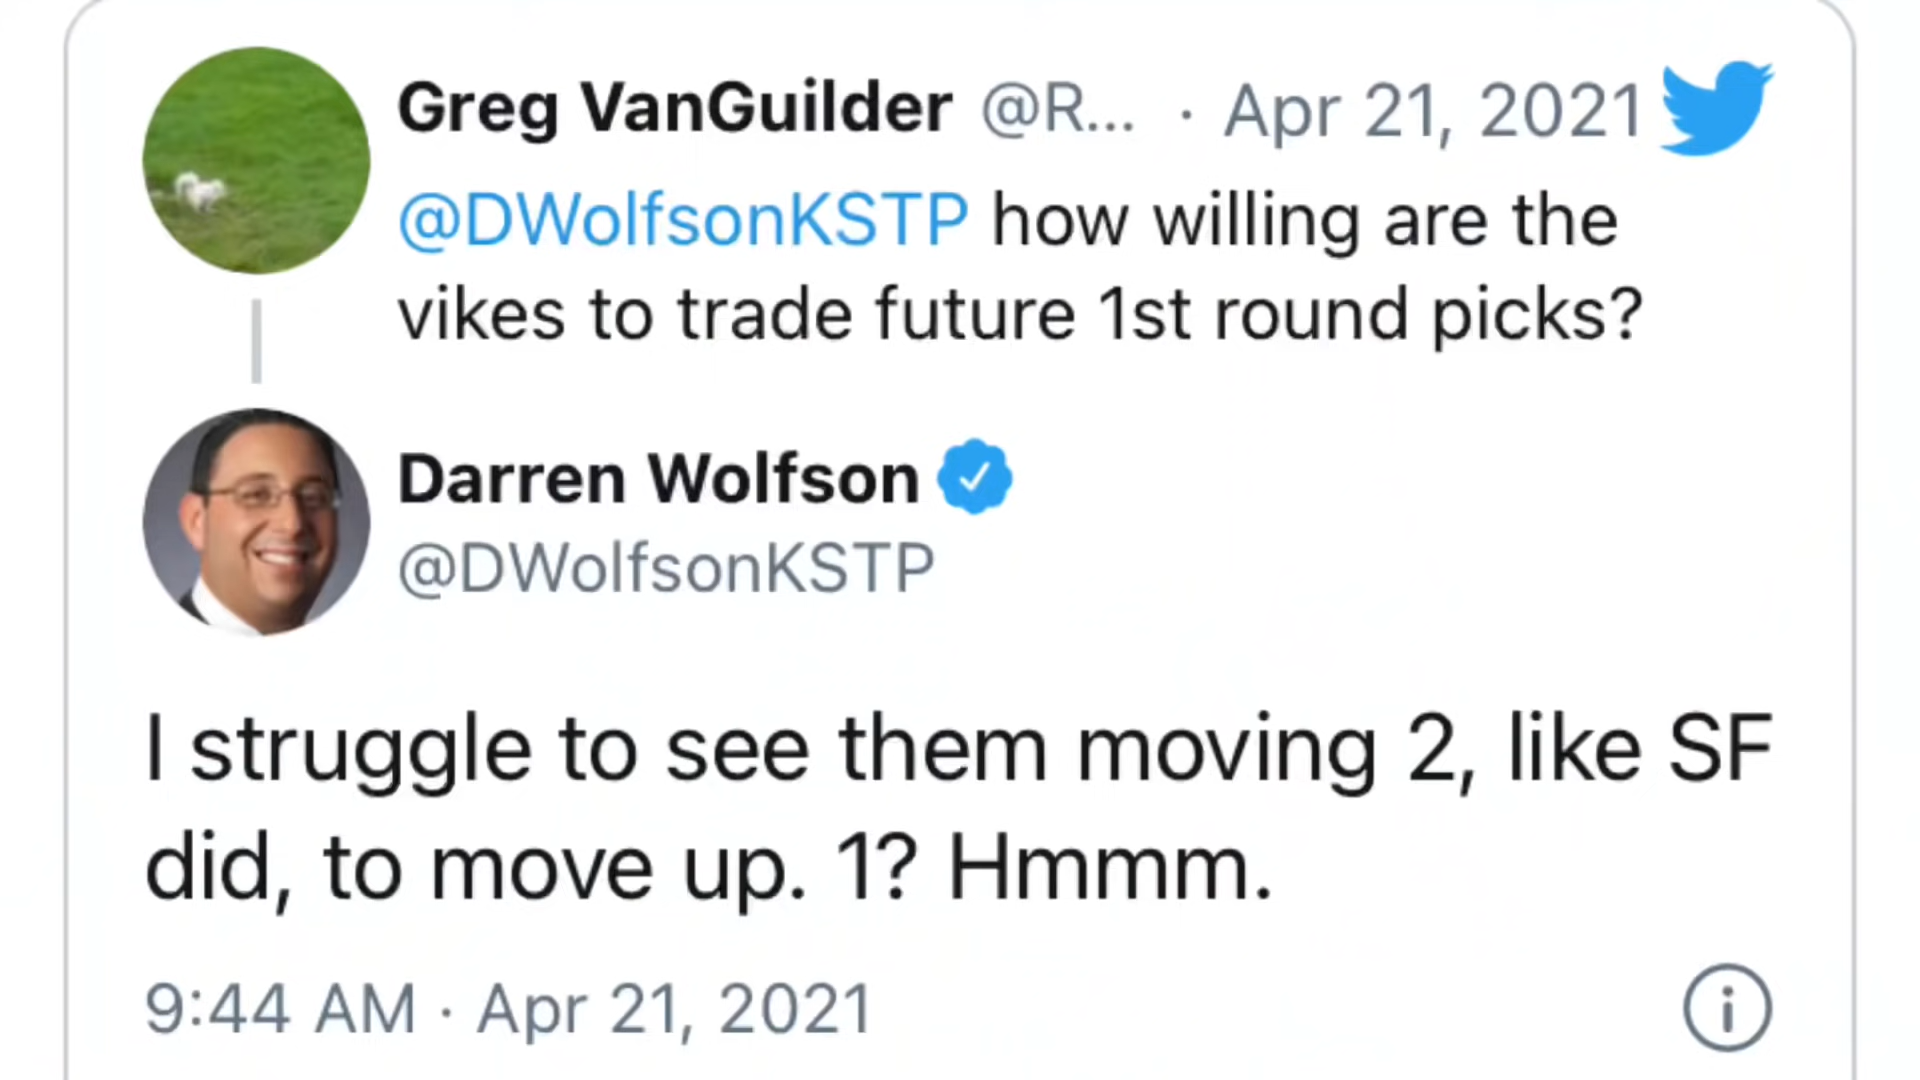 Greg VanGuilder @R... · Apr 21, 2021
@DWolfsonKSTP how willing are the
vikes to trade future 1st round picks?
Darren Wolfson
@DWolfsonKSTP
I struggle to see them moving 2, like SF
did, to move up. 1? Hmmm.
9:44 AM · Apr 21, 2021